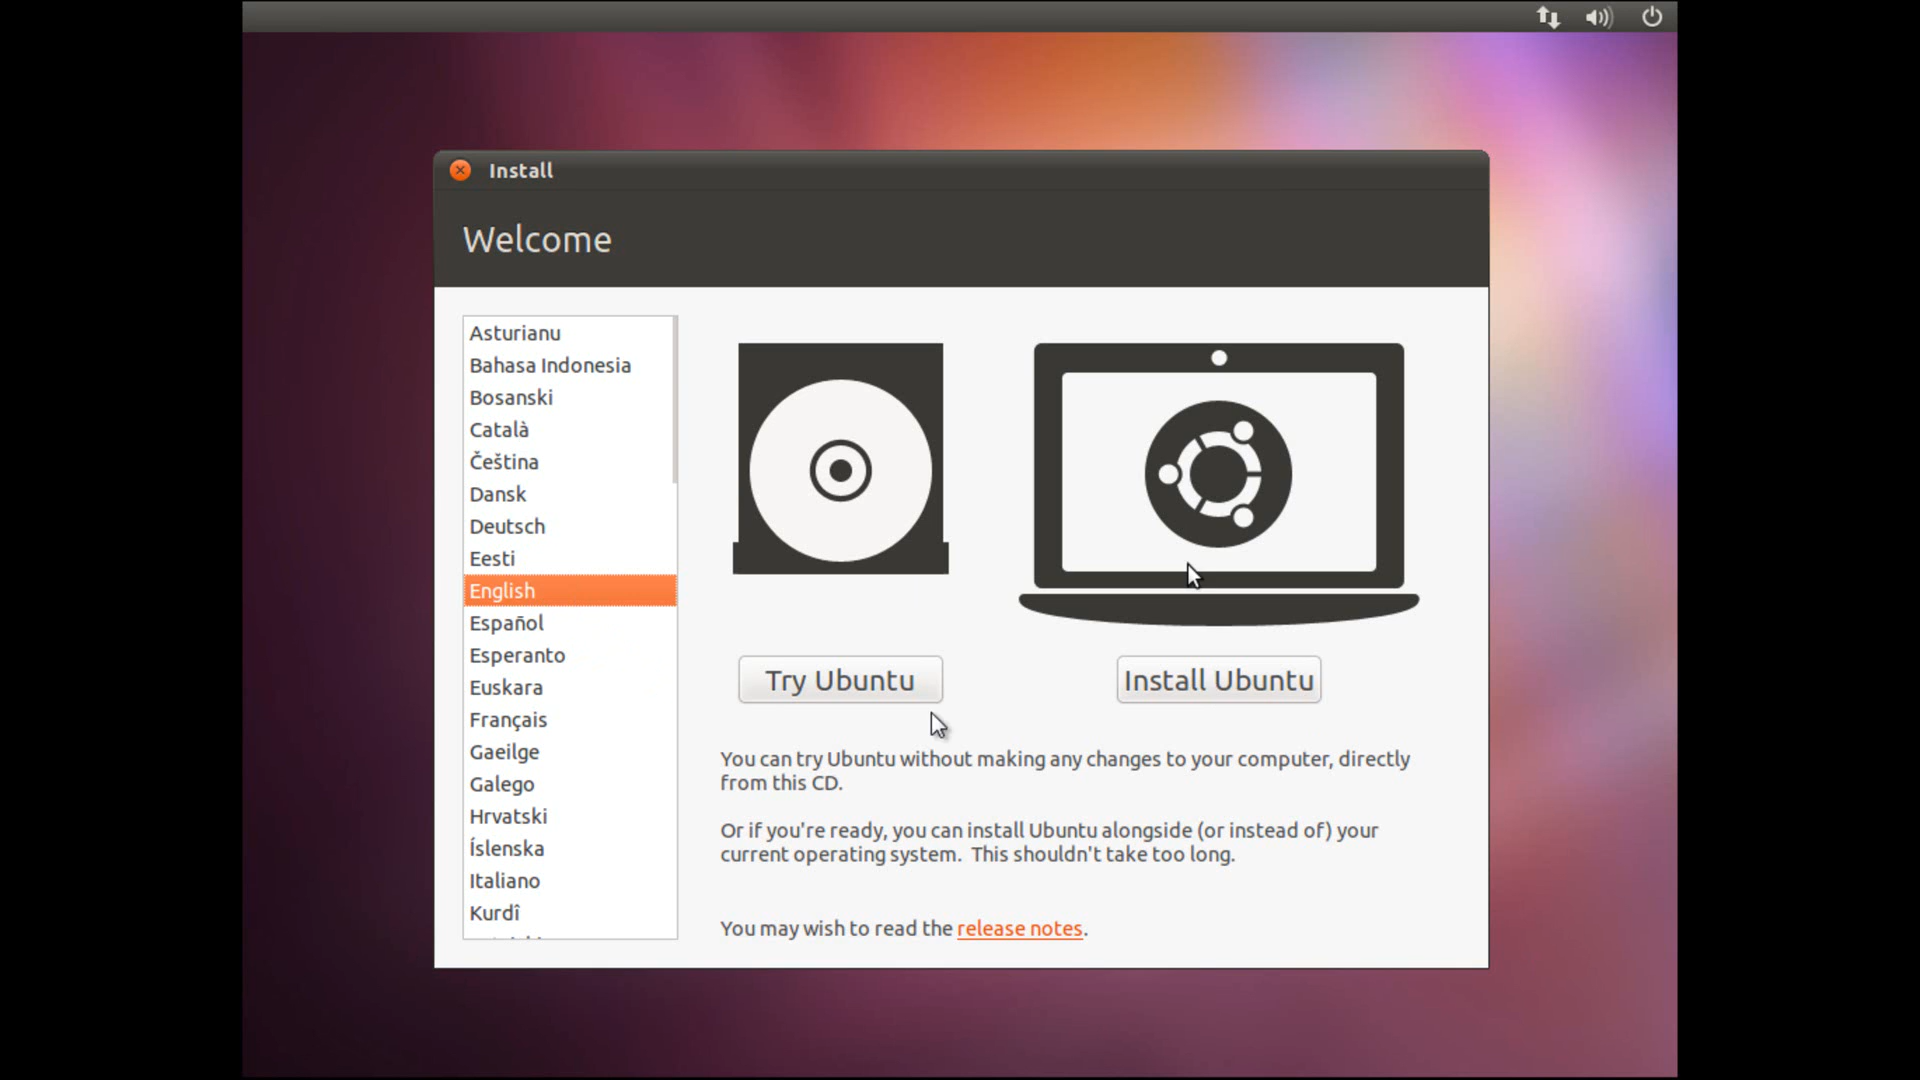 Install
Welcome
Asturianu
Bahasa Indonesia
Bosanski
Català
Čeština
Dansk
Deutsch
Eesti
English
Español
Esperanto
Euskara
Français
Gaeilge
Galego
Hrvatski
Íslenska
Italiano
Kurdî
Try Ubuntu
Install Ubuntu
You can try Ubuntu without making any changes to your computer, directly
from this CD.
Or if you're ready, you can install Ubuntu alongside (or instead of) your
current operating system.  This shouldn't take too long.
You may wish to read the release notes.